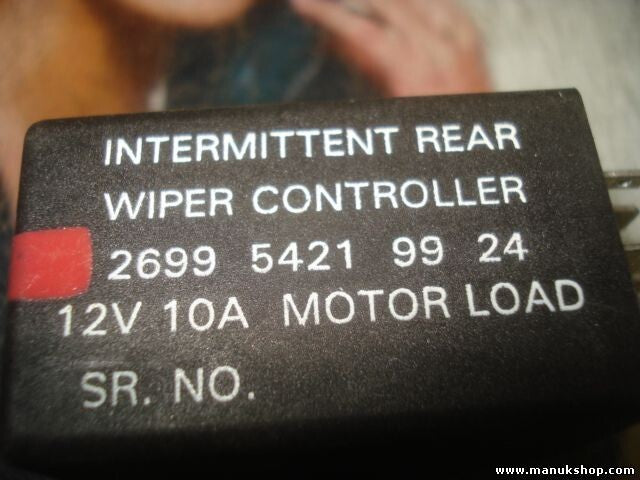 INTERMITTENT REAR
WIPER CONTROLLER
2699 5421 99 24
12V 10A MOTOR LOAD
SR. NO.
www.manukshop.com